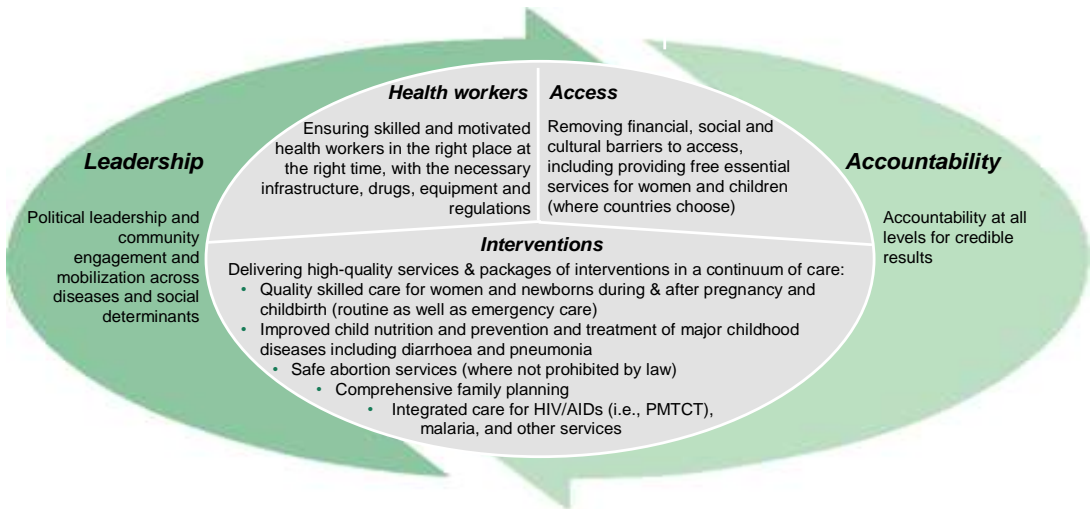 Leadership
Political leadership and
community
engagement and
mobilization across
diseases and social
determinants
Health workers
Ensuring skilled and motivated
health workers in the right place at
the right time, with the necessary
infrastructure, drugs, equipment and
regulations
Access
Removing financial, social and
cultural barriers to access,
including providing free essential
services for women and children
(where countries choose)
Accountability
Accountability at all
levels for credible
results
Interventions
Delivering high-quality services & packages of interventions in a continuum of care:
• Quality skilled care for women and newborns during & after pregnancy and
childbirth (routine as well as emergency care)
• Improved child nutrition and prevention and treatment of major childhood
diseases including diarrhoea and pneumonia
• Safe abortion services (where not prohibited by law)
• Comprehensive family planning
• Integrated care for HIV/AIDs (i.e., PMTCT),
malaria, and other services